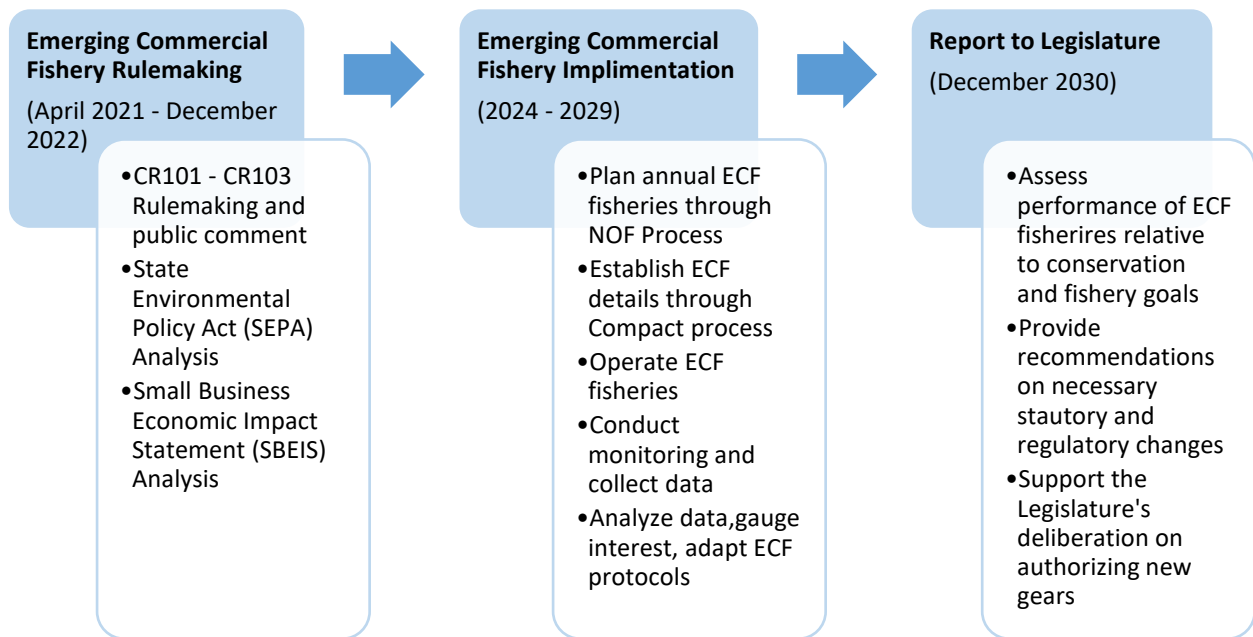 Emerging Commercial
Fishery Rulemaking
(April 2021 - December
2022)
•CR101 - CR103
Rulemaking and
public comment
•State
Environmental
Policy Act (SEPA)
Analysis
•Small Business
Economic Impact
Statement (SBEIS)
Analysis
Emerging Commercial
Fishery Implimentation
(2024 - 2029)
•Plan annual ECF
fisheries through
NOF Process
•Establish ECF
details through
Compact process
•Operate ECF
fisheries
•Conduct
monitoring and
collect data
•Analyze data,gauge
interest, adapt ECF
protocols
Report to Legislature
(December 2030)
•Assess
performance of ECF
fisherires relative
to conservation
and fishery goals
•Provide
recommendations
on necessary
stautory and
regulatory changes
•Support the
Legislature's
deliberation on
authorizing new
gears